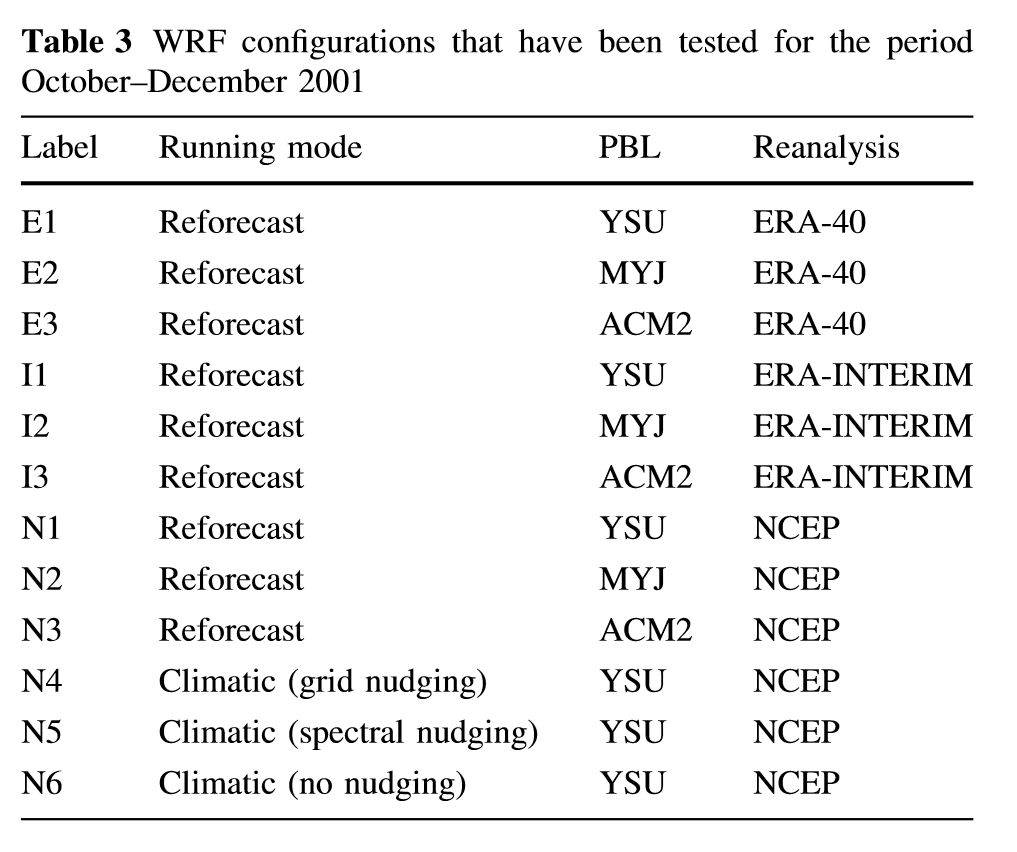 Table 3 WRF configurations that have been tested for the period
October–December 2001
Label Running mode PBL Reanalysis
E1 Reforecast YSU ERA-40
E2 Reforecast MYJ ERA-40
E3 Reforecast ACM2 ERA-40
I1 Reforecast YSU ERA-INTERIM
I2 Reforecast MYJ ERA-INTERIM
I3 Reforecast ACM2 ERA-INTERIM
N1 Reforecast YSU NCEP
N2 Reforecast MYJ NCEP
N3 Reforecast ACM2 NCEP
N4 Climatic (grid nudging) YSU NCEP
N5 Climatic (spectral nudging) YSU NCEP
N6 Climatic (no nudging) YSU NCEP